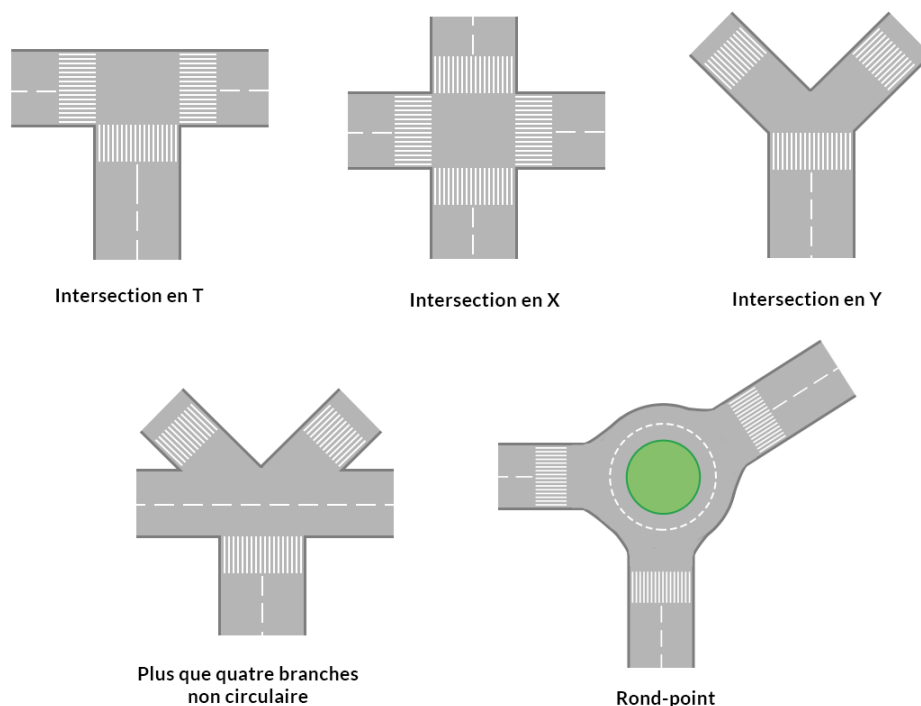 Intersection en T
Intersection en X
Intersection en Y
Plus que quatre branches
non circulaire
Rond-point